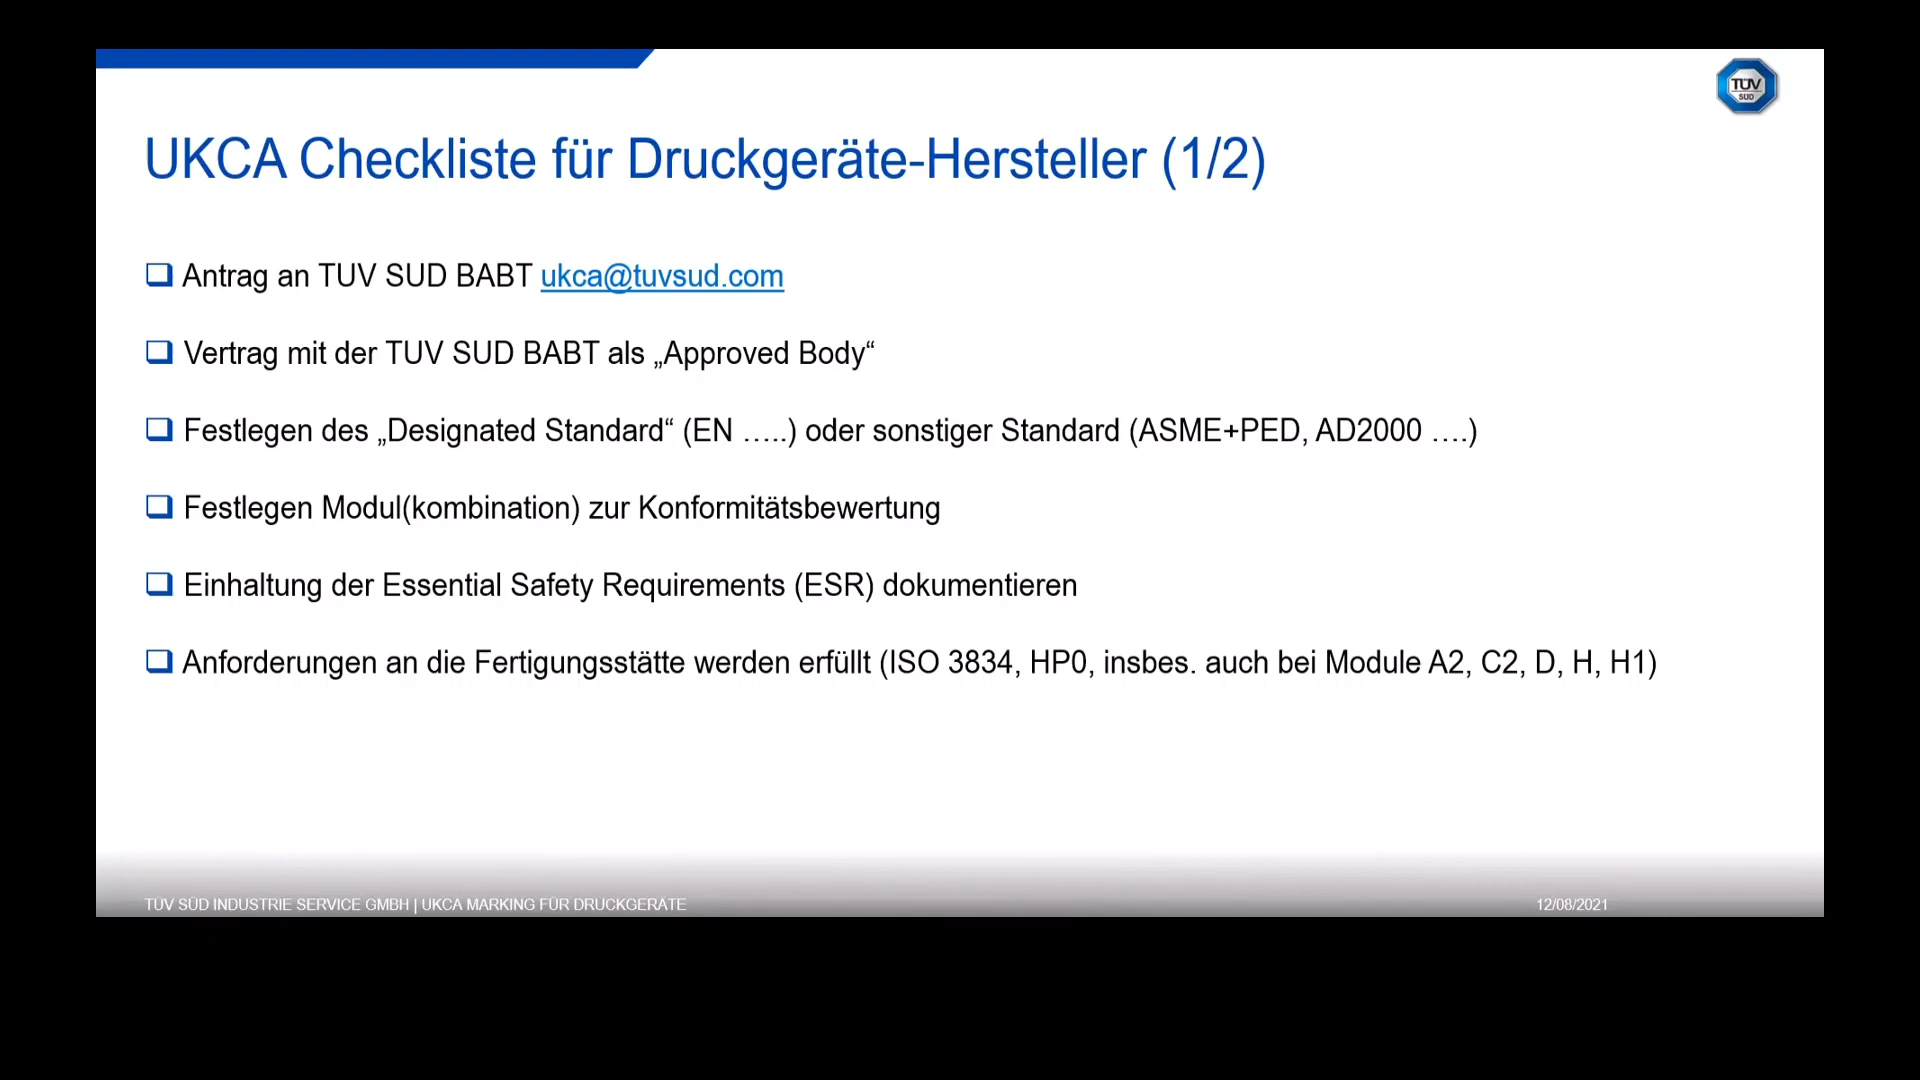 TÜV
SÜD
UKCA Checkliste für Druckgeräte-Hersteller (1/2)
❑ Antrag an TUV SUD BABT ukca@tuvsud.com
❑ Vertrag mit der TUV SUD BABT als „Approved Body“
❑ Festlegen des „Designated Standard“ (EN …..) oder sonstiger Standard (ASME+PED, AD2000 ….)
❑ Festlegen Modul(kombination) zur Konformitätsbewertung
❑ Einhaltung der Essential Safety Requirements (ESR) dokumentieren
❑ Anforderungen an die Fertigungsstätte werden erfüllt (ISO 3834, HP0, insbes. auch bei Module A2, C2, D, H, H1)
TÜV SÜD INDUSTRIE SERVICE GMBH | UKCA MARKING FÜR DRUCKGERÄTE
12/08/2021